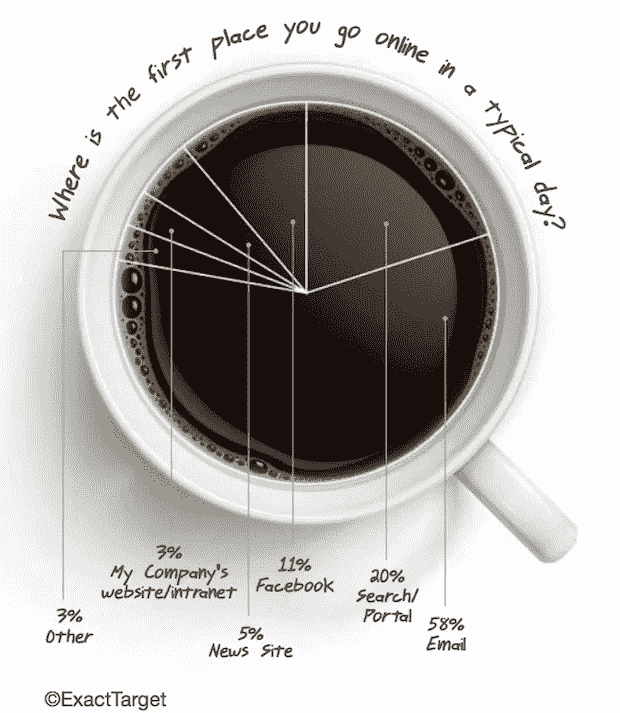 Where is the first place you go online in a typical day?
3%
My Company's
website/intranet
11%
Facebook
20%
Search/
Portal
58%
Email
3%
Other
5%
News Site
©ExactTarget